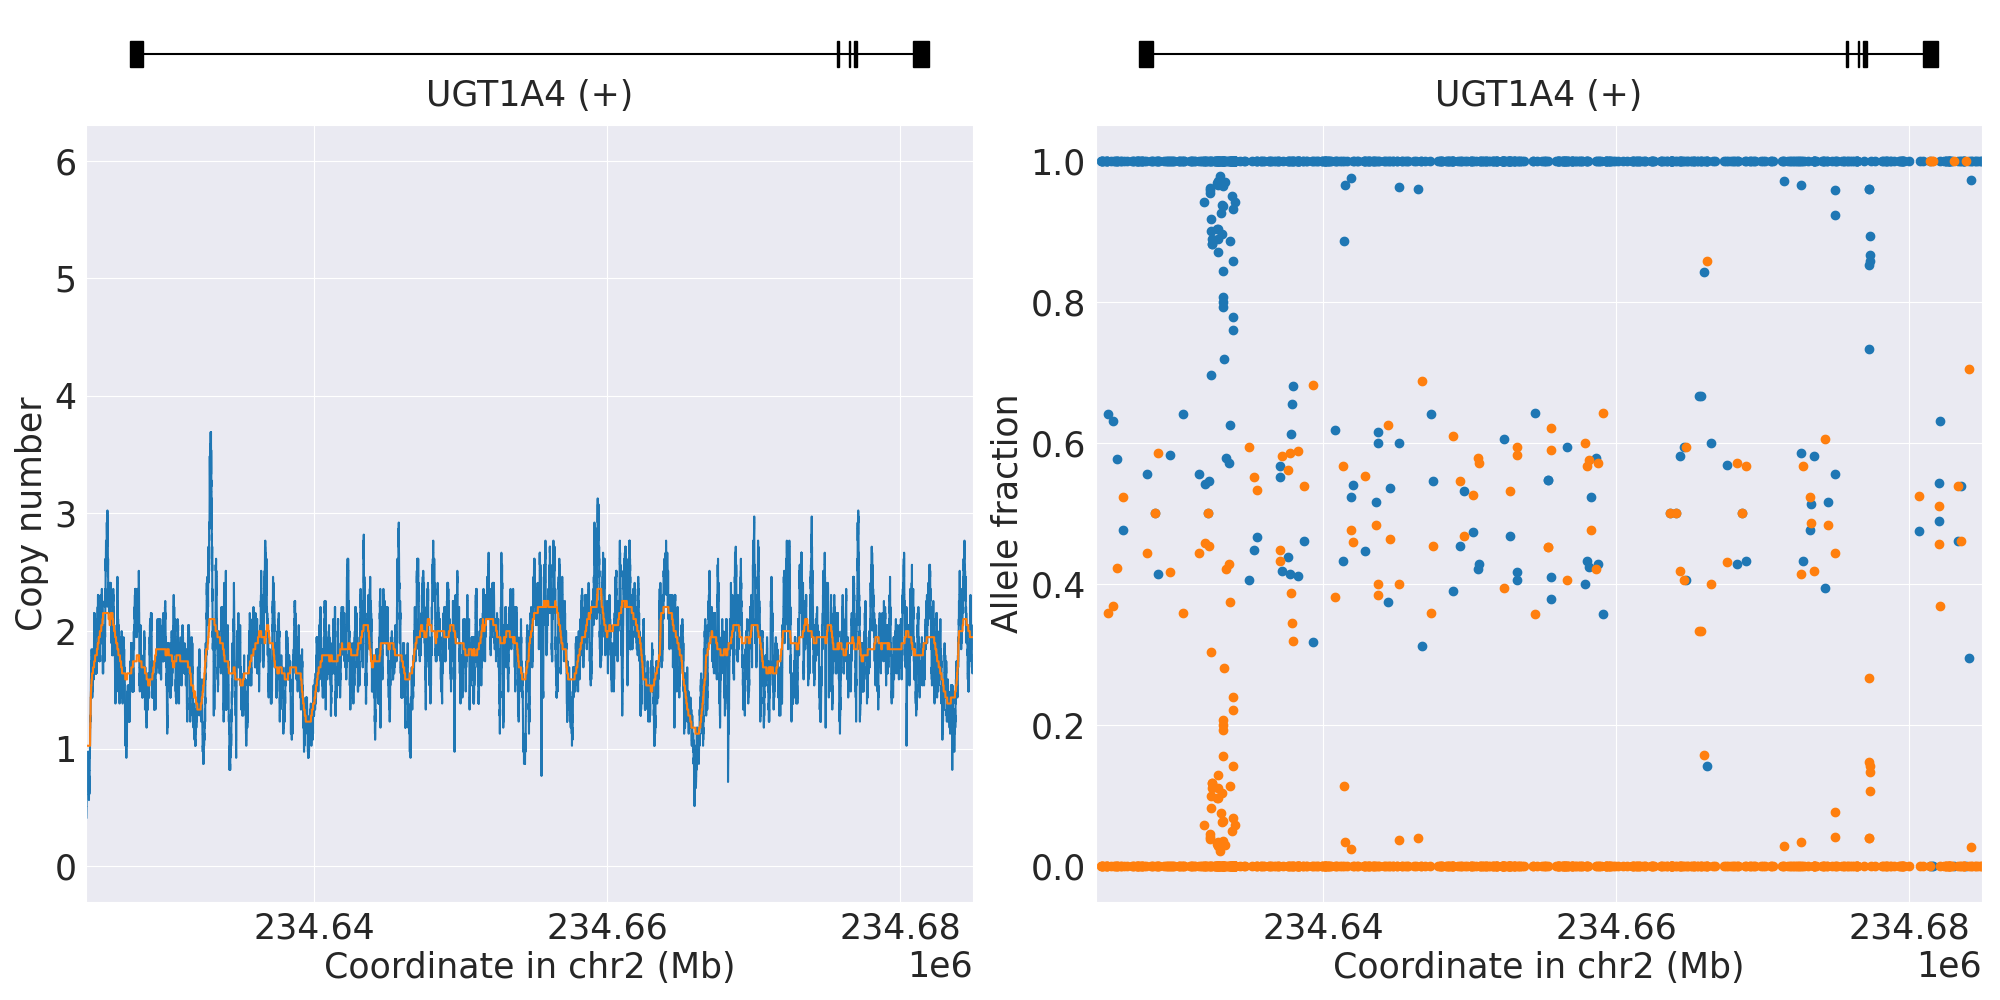 UGT1A4 (+)
6
5
4
3
2
1
0
Copy number
234.64 234.66 234.68
Coordinate in chr2 (Mb) 1e6
UGT1A4 (+)
1.0
0.8
0.6
0.4
0.2
0.0
Allele fraction
234.64 234.66 234.68
Coordinate in chr2 (Mb) 1e6